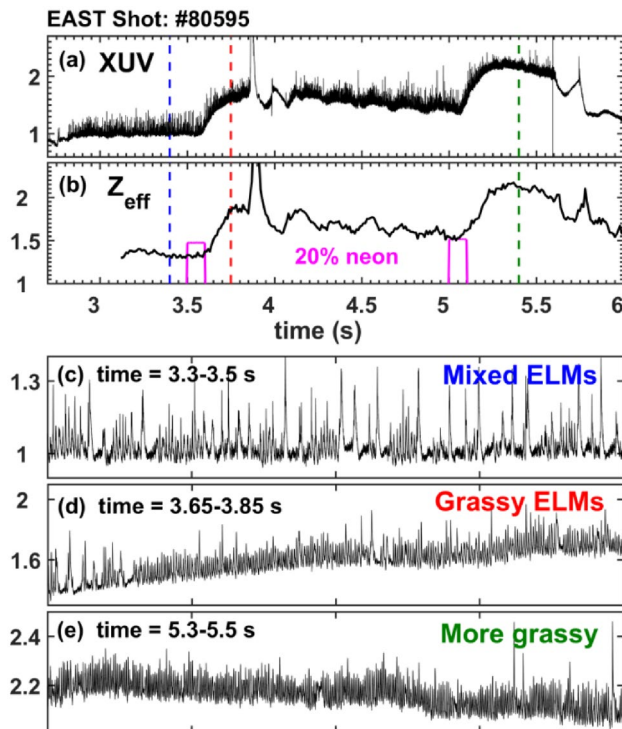 EAST Shot: #80595
(a) XUV
2
1
(b) Zeff
2
1.5
1
20% neon
3 3.5 4 4.5 5 5.5 6
time (s)
(c) time = 3.3-3.5 s Mixed ELMs
1.3
1
(d) time = 3.65-3.85 s Grassy ELMs
2
1.6
(e) time = 5.3-5.5 s More grassy
2.4
2.2